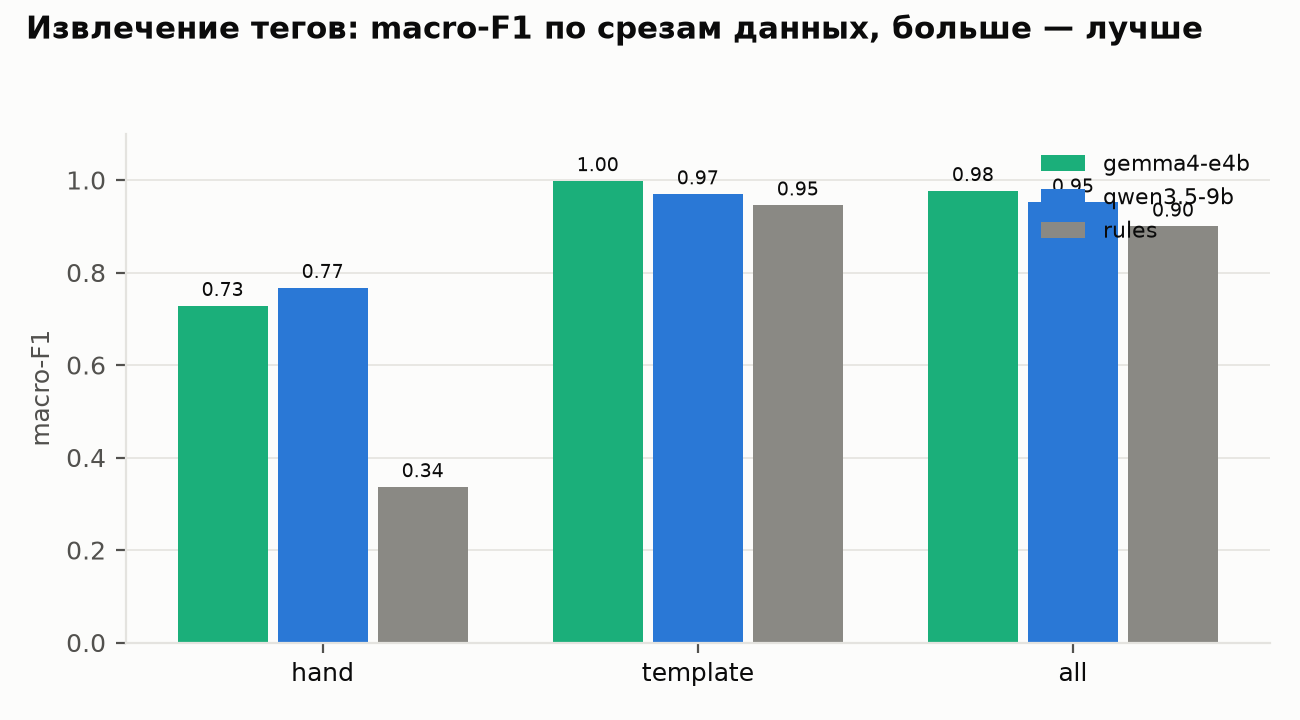 Извлечение тегов: macro-F1 по срезам данных, больше — лучше
macro-F1
1.0
0.8
0.6
0.4
0.2
0.0
0.73
0.77
0.34
1.00
0.97
0.95
0.98
0.95
0.90
gemma4-e4b
qwen3.5-9b
rules
hand
template
all